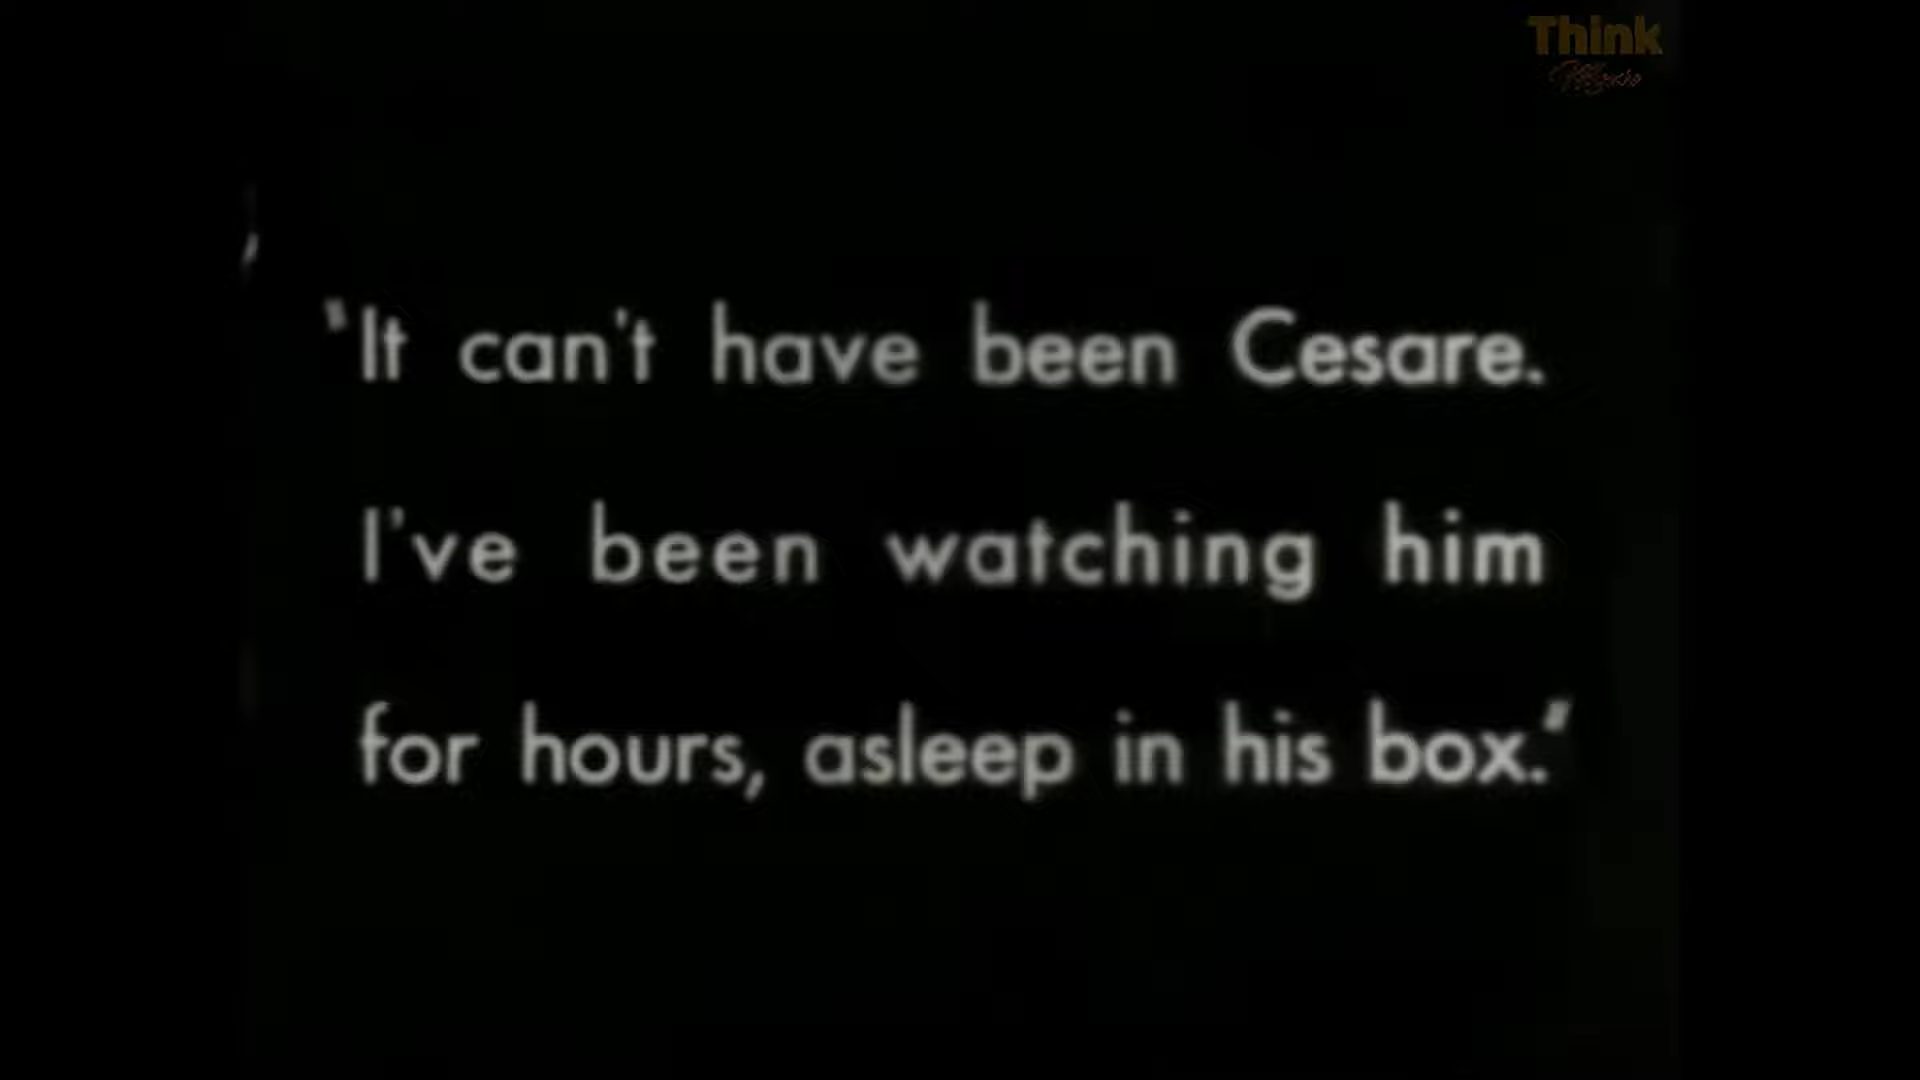 Think
"It can't have been Cesare.
I've been watching him
for hours, asleep in his box."